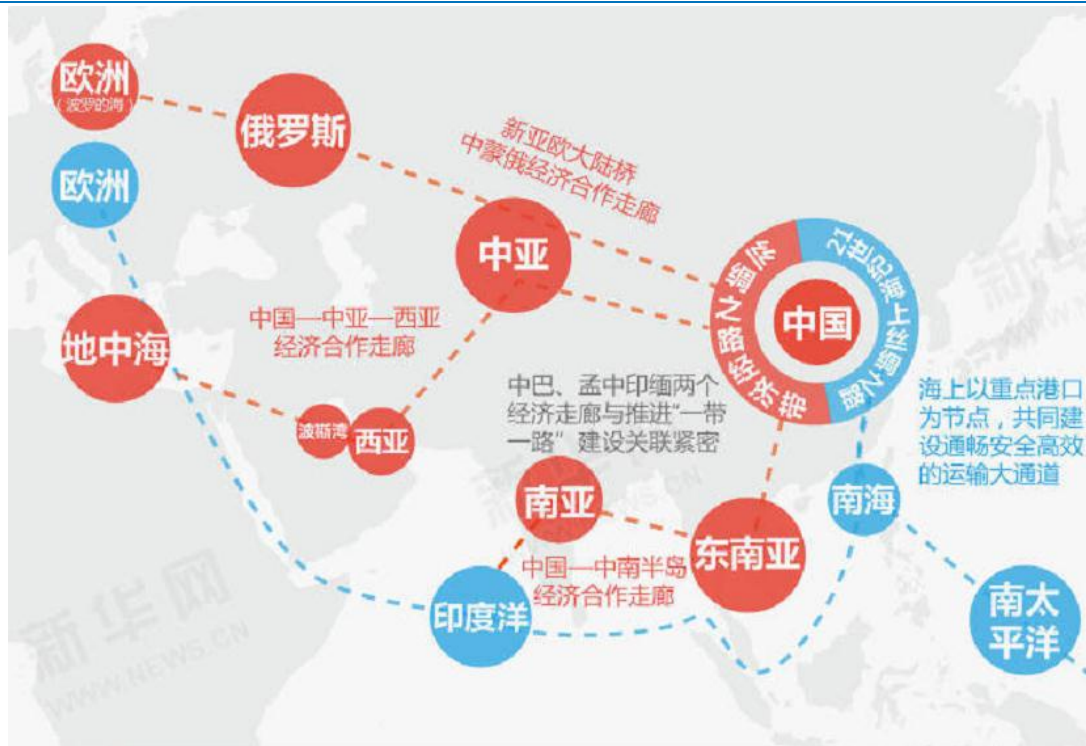 欧洲
（波罗的海）
俄罗斯
欧洲
新亚欧大陆桥
中蒙俄经济合作走廊
中亚
丝绸之路经济带
21世纪海上丝绸之路
中国
地中海
中国—中亚—西亚
经济合作走廊
波斯湾
西亚
中巴、孟中印缅两个
经济走廊与推进“一带
一路”建设关联紧密
海上以重点港口
为节点，共同建
设通畅安全高效
的运输大通道
南亚
南海
东南亚
中国—中南半岛
经济合作走廊
印度洋
南太
平洋
新华网
WWW.NEWS.CN